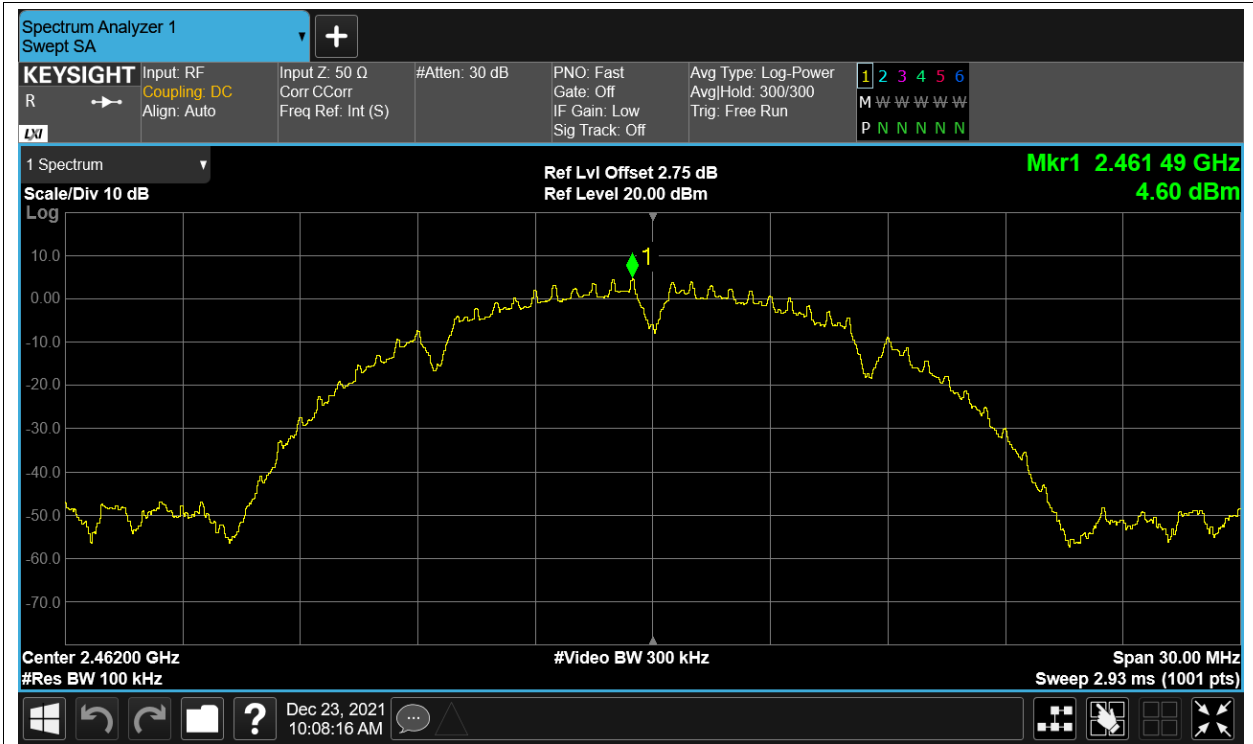 Spectrum Analyzer 1
Swept SA
+
KEYSIGHT
R
LXI
Input: RF
Coupling: DC
Align: Auto
Input Z: 50 Ω
Corr CCorr
Freq Ref: Int (S)
#Atten: 30 dB
PNO: Fast
Gate: Off
IF Gain: Low
Sig Track: Off
Avg Type: Log-Power
Avg|Hold: 300/300
Trig: Free Run
1 2 3 4 5 6
M W W W W W
P N N N N N
1 Spectrum
Scale/Div 10 dB
Log
Ref Lvl Offset 2.75 dB
Ref Level 20.00 dBm
Mkr1 2.461 49 GHz
4.60 dBm
1
10.0
0.00
-10.0
-20.0
-30.0
-40.0
-50.0
-60.0
-70.0
Center 2.46200 GHz
#Res BW 100 kHz
#Video BW 300 kHz
Span 30.00 MHz
Sweep 2.93 ms (1001 pts)
?
Dec 23, 2021
10:08:16 AM